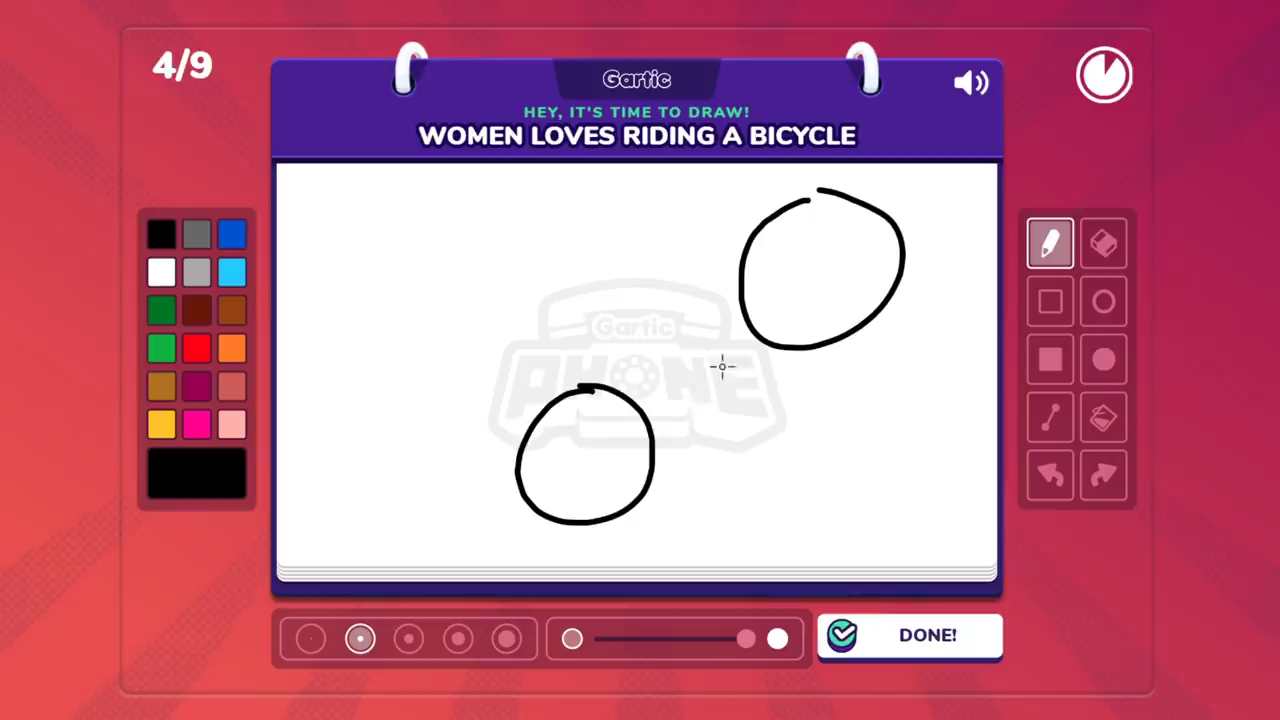 4/9
Gartic
HEY, IT'S TIME TO DRAW!
WOMEN LOVES RIDING A BICYCLE
Gartic
PHONE
DONE!